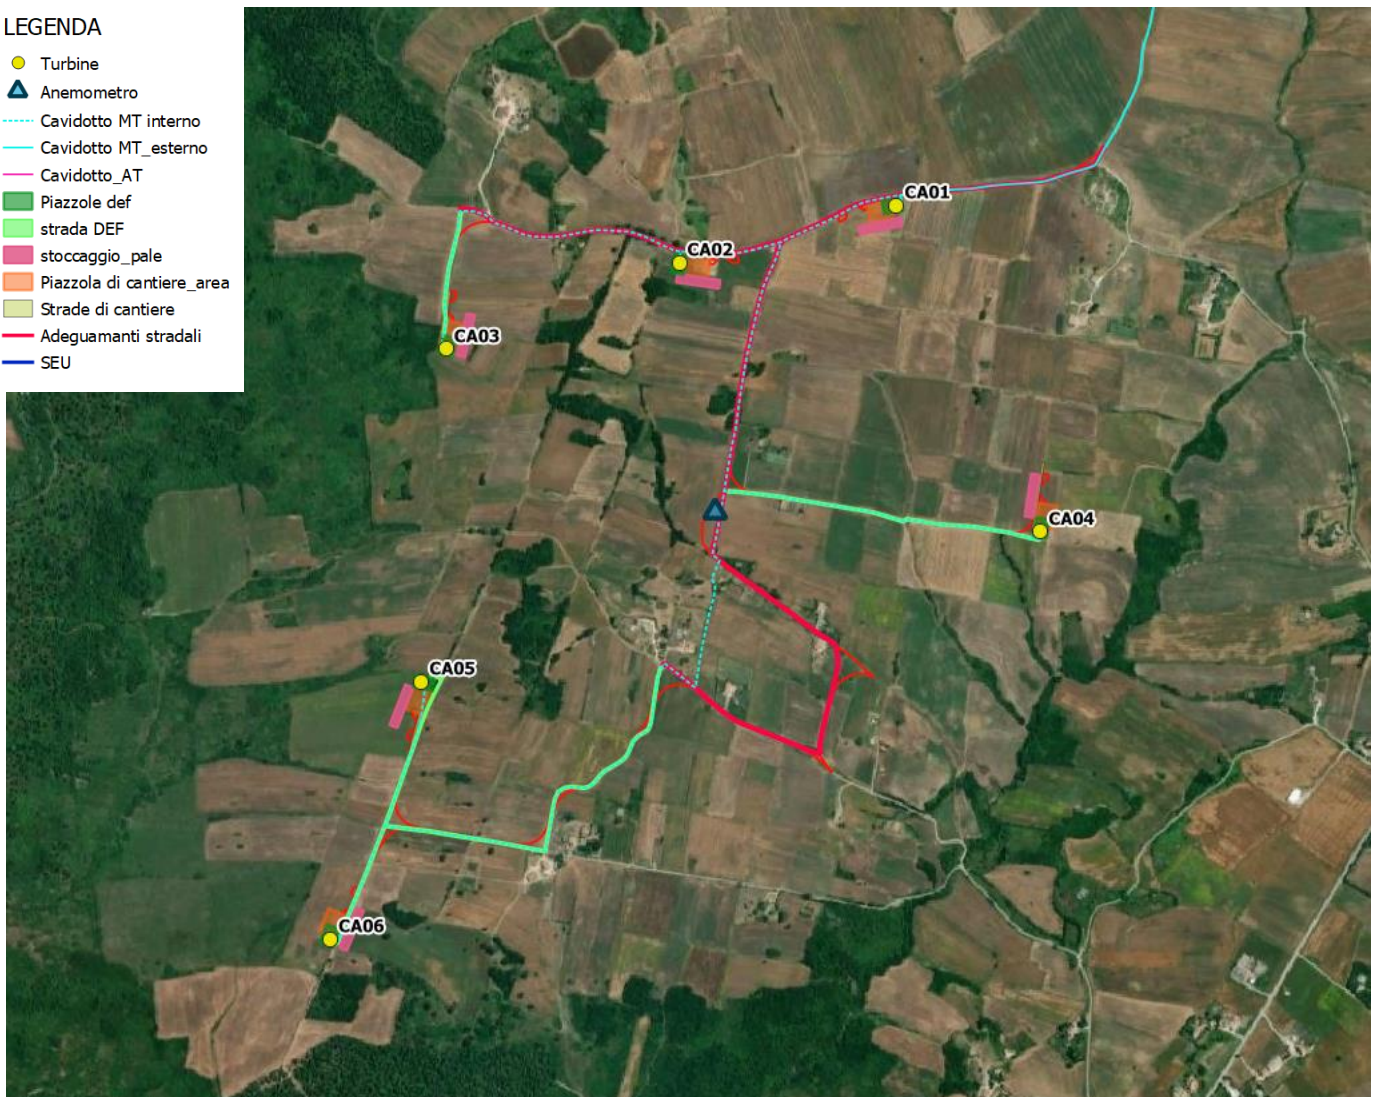 LEGENDA
Turbine
Anemometro
Cavidotto MT interno
Cavidotto MT_esterno
Cavidotto_AT
Piazzole def
strada DEF
stoccaggio_pale
Piazzola di cantiere_area
Strade di cantiere
Adeguamanti stradali
SEU
CA01
CA02
CA03
CA04
CA05
CA06